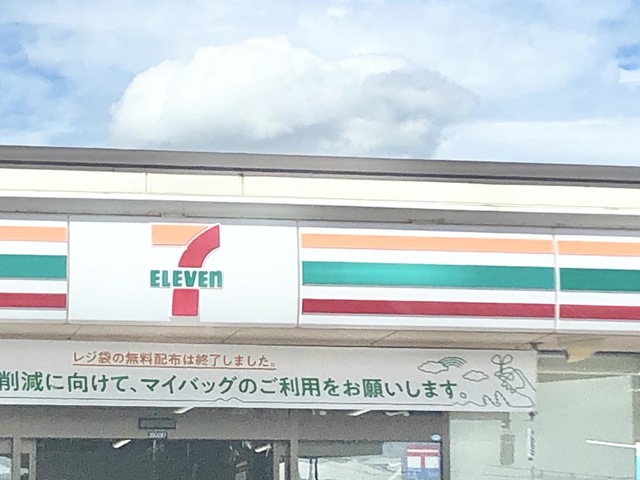 7
ELEVEn
レジ袋の無料配布は終了しました。
削減に向けて、マイバッグのご利用をお願いします。